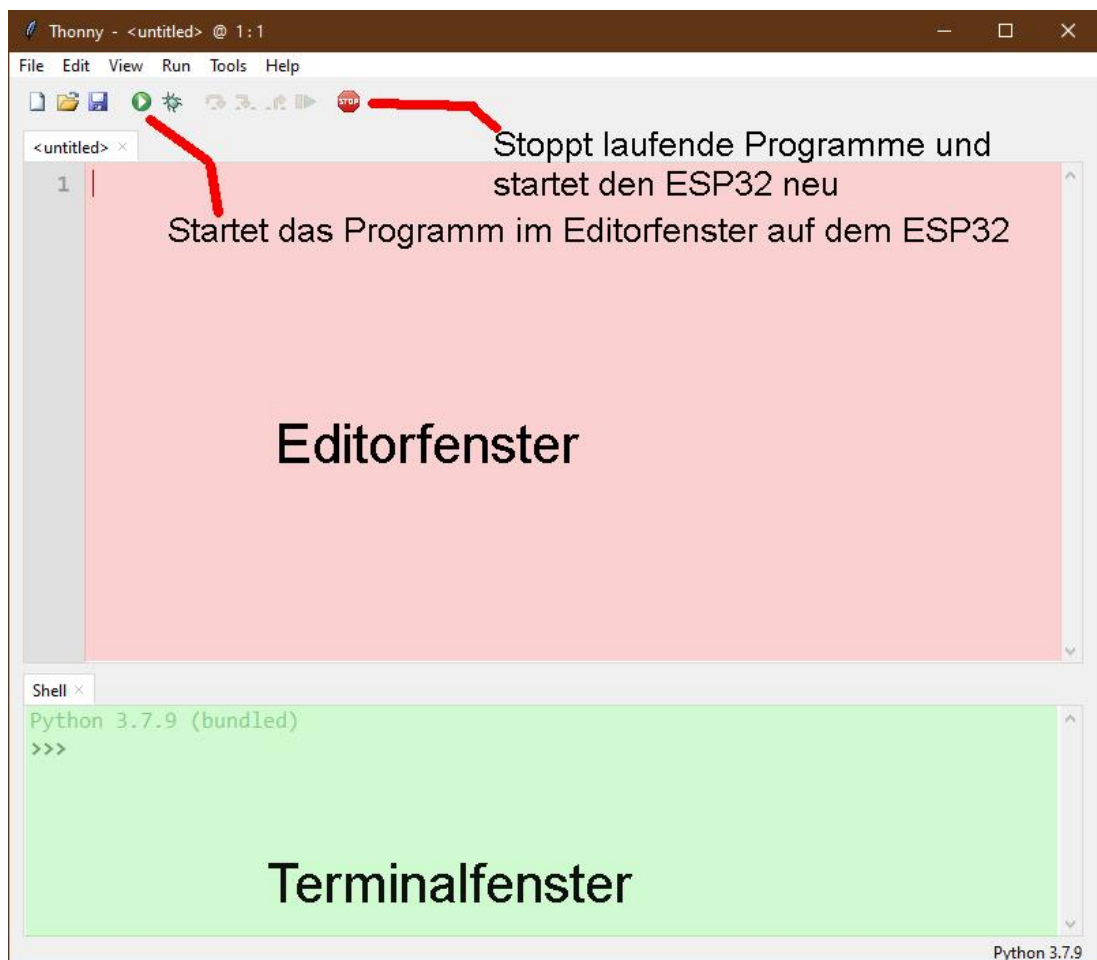 Thonny - <untitled> @ 1:1
File Edit View Run Tools Help
STOP
<untitled> ×
Stoppt laufende Programme und
startet den ESP32 neu
1
Startet das Programm im Editorfenster auf dem ESP32
Editorfenster
Shell ×
Python 3.7.9 (bundled)
>>>
Terminalfenster
Python 3.7.9